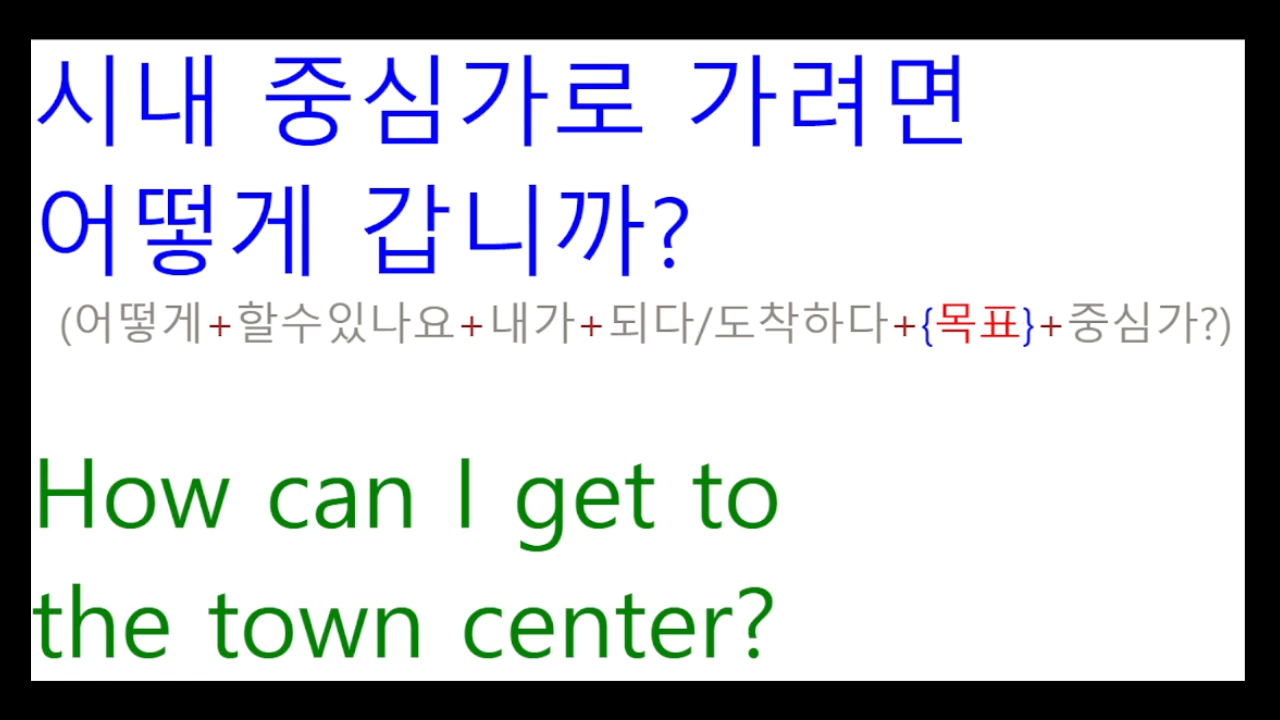 시내 중심가로 가려면
어떻게 갑니까?
(어떻게+할수있나요+내가+되다/도착하다+{목표}+중심가?)
How can I get to
the town center?